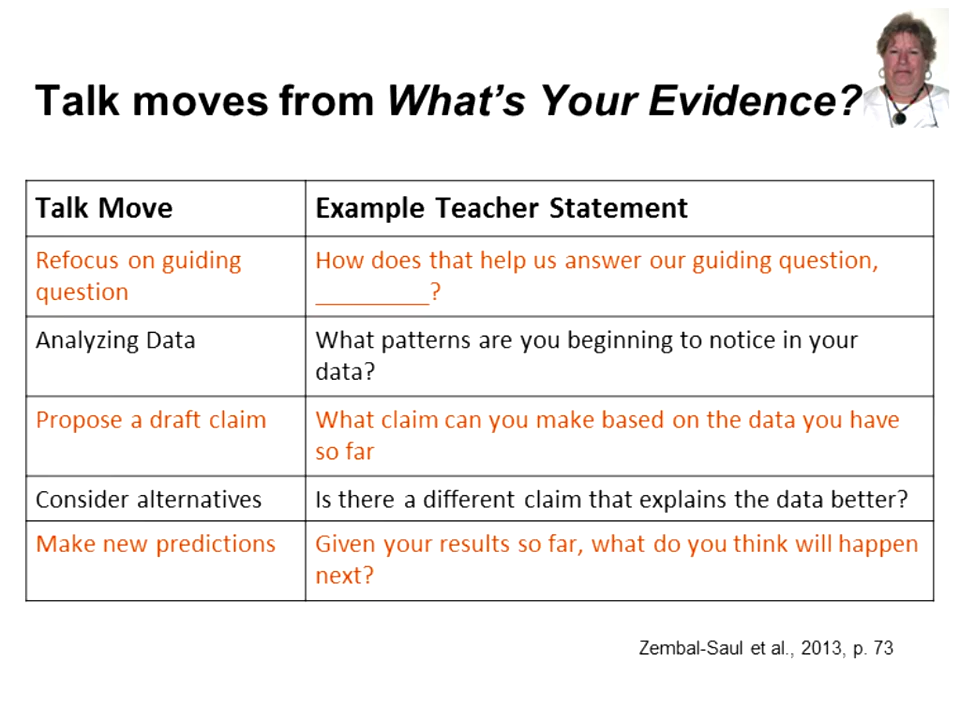 Talk moves from What's Your Evidence?
Talk Move
Example Teacher Statement
Refocus on guiding
question
How does that help us answer our guiding question,
_________?
Analyzing Data
What patterns are you beginning to notice in your
data?
Propose a draft claim
What claim can you make based on the data you have
so far
Consider alternatives
Is there a different claim that explains the data better?
Make new predictions
Given your results so far, what do you think will happen
next?
Zembal-Saul et al., 2013, p. 73